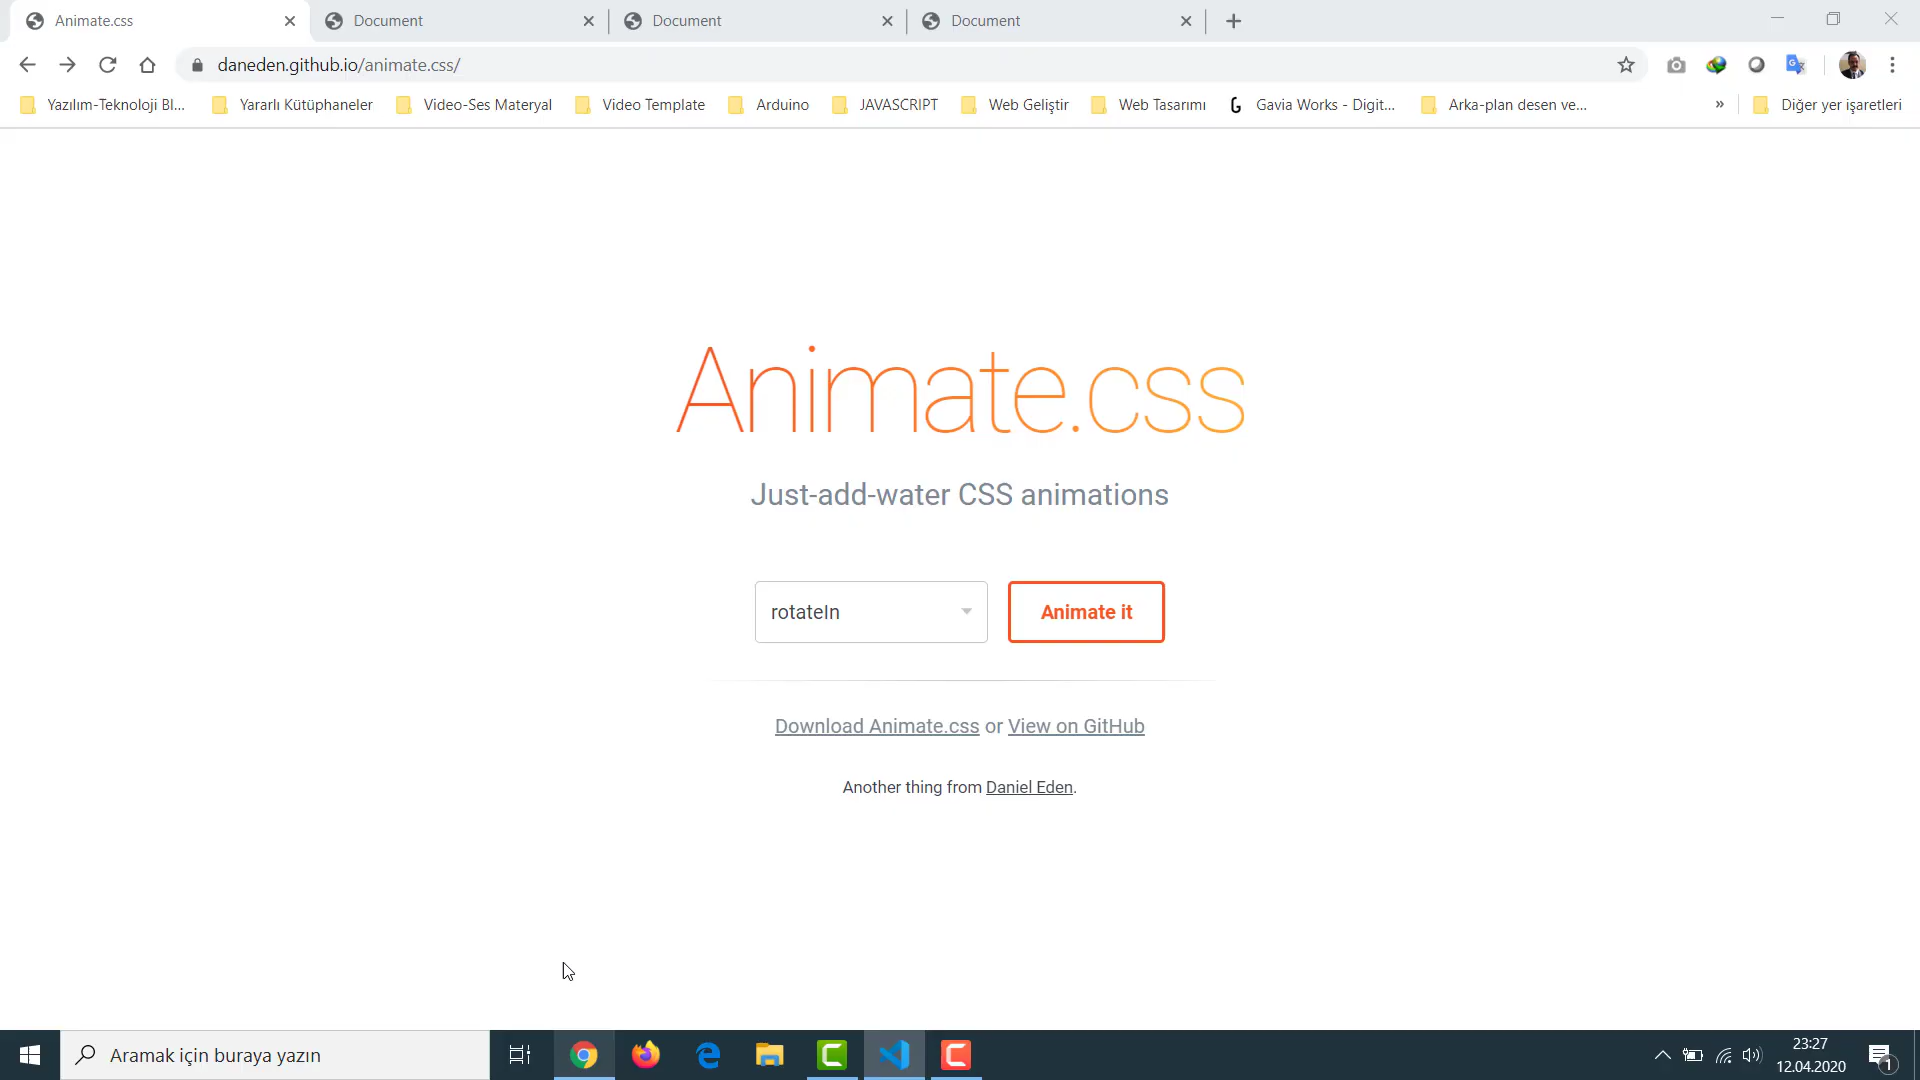 Animate.css
Document
Document
Document
daneden.github.io/animate.css/
Yazılım-Teknoloji Bl...
Yararlı Kütüphaneler
Video-Ses Materyal
Video Template
Arduino
JAVASCRIPT
Web Geliştir
Web Tasarımı
Gavia Works - Digit...
Arka-plan desen ve...
»
Diğer yer işaretleri
Animate.css
Just-add-water CSS animations
rotateIn
Animate it
Download Animate.css or View on GitHub
Another thing from Daniel Eden.
Aramak için buraya yazın
23:27
12.04.2020
1